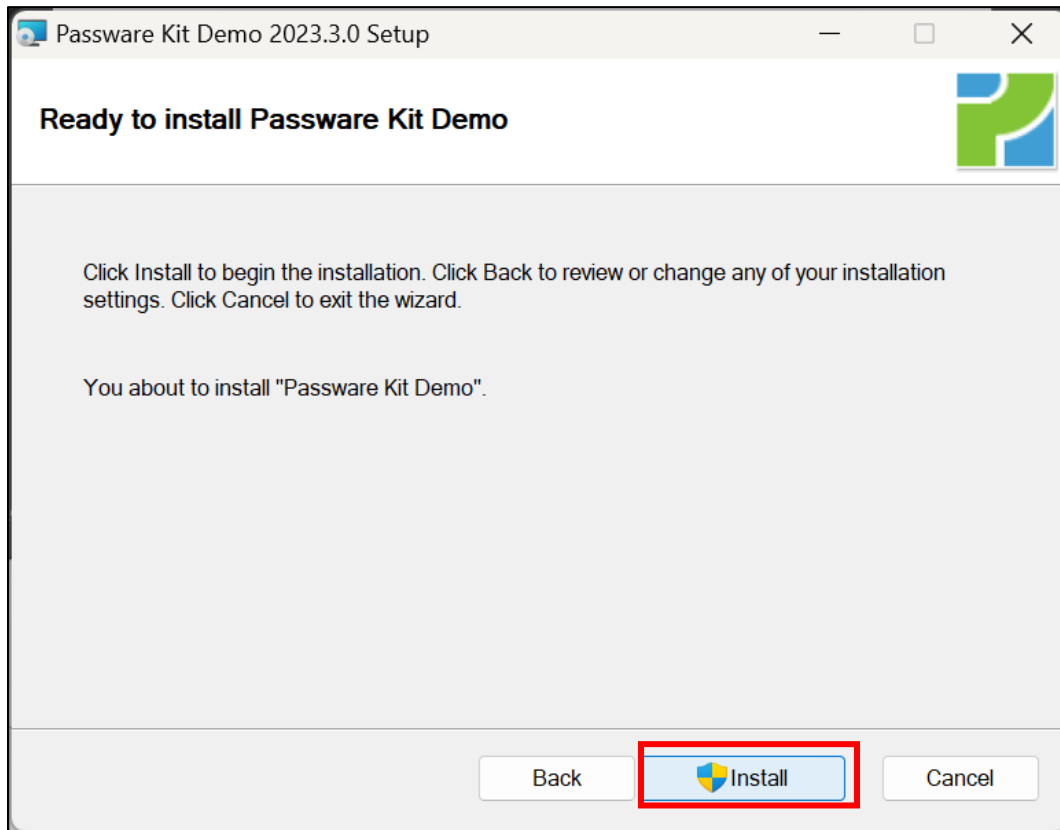 Passware Kit Demo 2023.3.0 Setup
Ready to install Passware Kit Demo
Click Install to begin the installation. Click Back to review or change any of your installation
settings. Click Cancel to exit the wizard.
You about to install "Passware Kit Demo".
Back
Install
Cancel